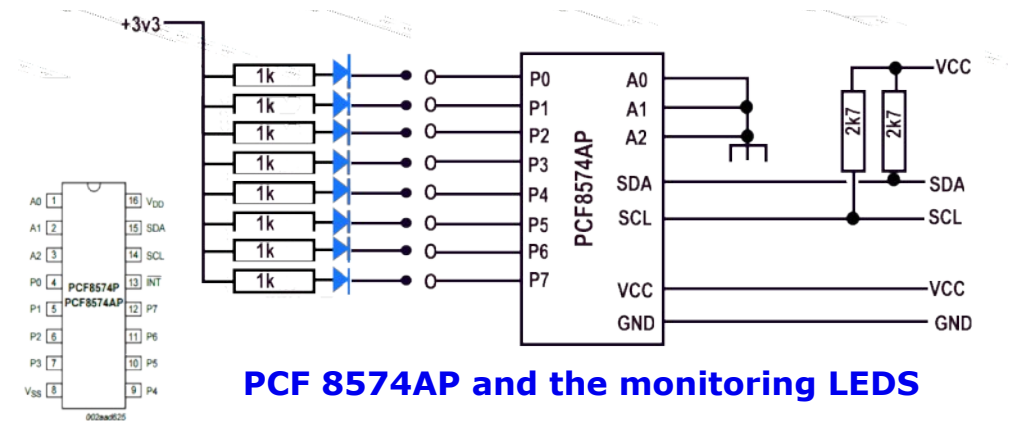 +3v3
1k
1k
1k
1k
1k
1k
1k
1k
P0
P1
P2
P3
P4
P5
P6
P7
PCF8574AP
A0
A1
A2
SDA
SCL
VCC
GND
2k7
2k7
VCC
SDA
SCL
VCC
GND
A0 1
A1 2
A2 3
P0 4
P1 5
P2 6
P3 7
VSS 8
PCF8574P
PCF8574AP
16 VDD
15 SDA
14 SCL
13 INT
12 P7
11 P6
10 P5
9 P4
002aad625
PCF 8574AP and the monitoring LEDS